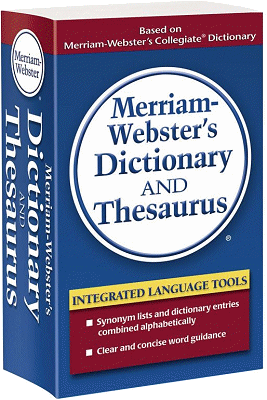 Based on
Merriam-Webster's Collegiate® Dictionary
Merriam-
Webster's
Dictionary
AND
Thesaurus
®
INTEGRATED LANGUAGE TOOLS
Synonym lists and dictionary entries
combined alphabetically
Clear and concise word guidance
Merriam-
Webster
Merriam-Webster's
Dictionary
AND
Thesaurus